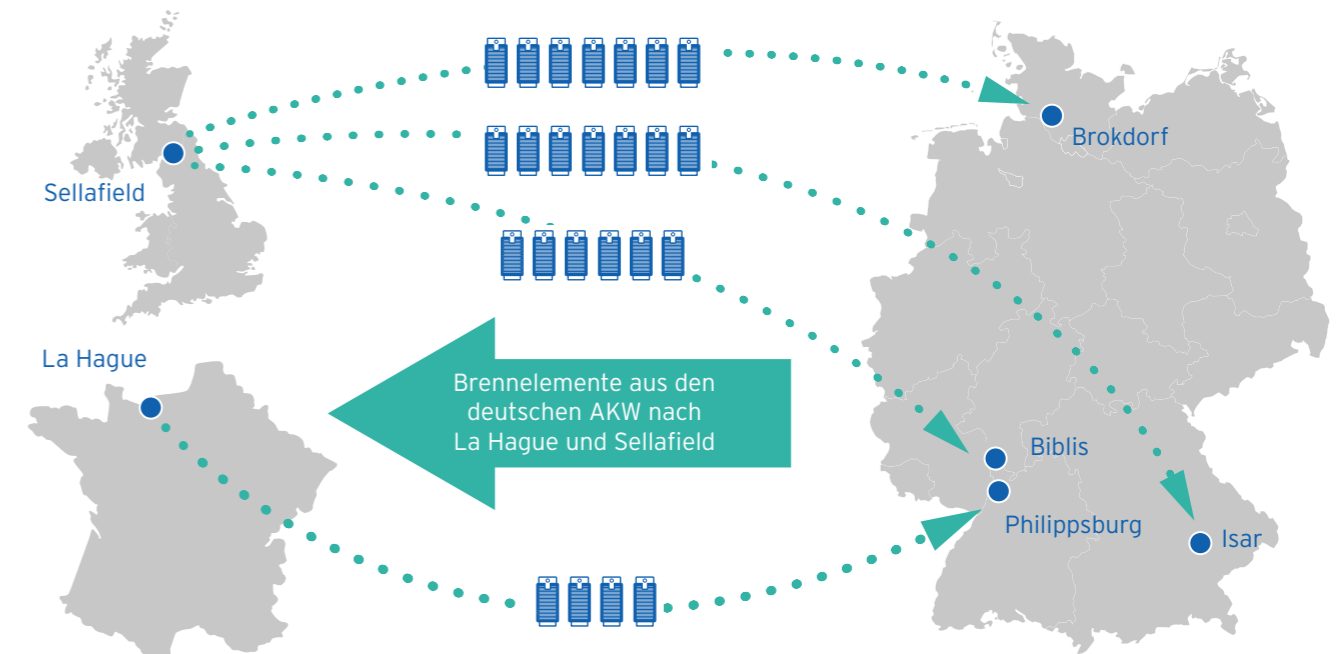 Brokdorf
Sellafield
La Hague
Brennelemente aus den
deutschen AKW nach
La Hague und Sellafield
Biblis
Philippsburg
Isar